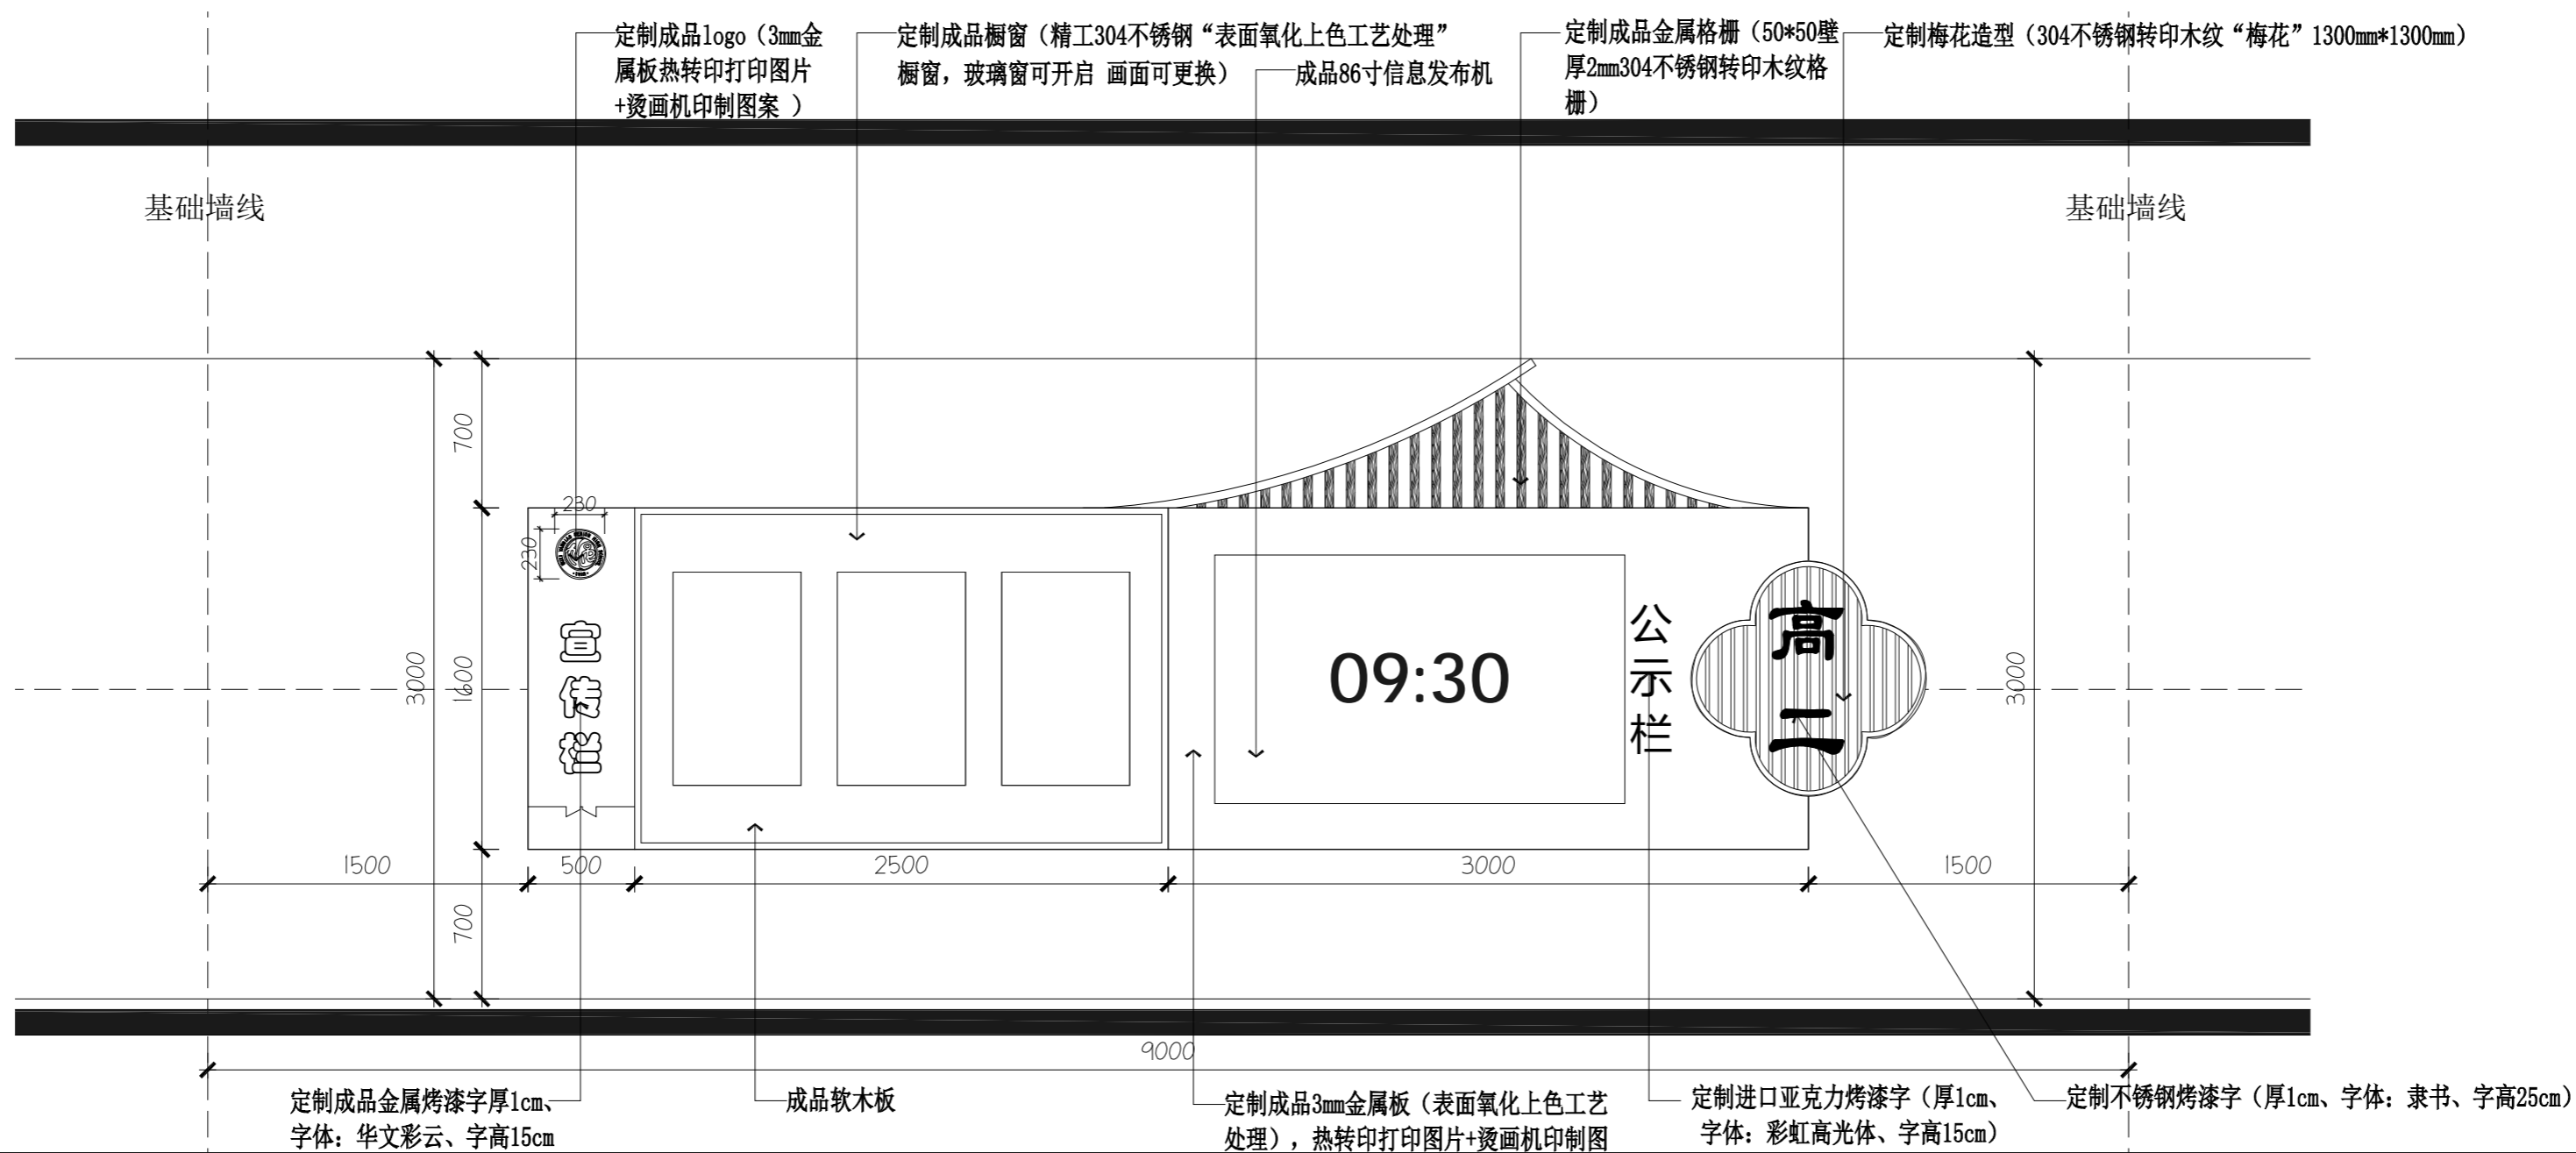 定制成品logo（3mm金
属板热转印打印图片
+烫画机印制图案 ）
定制成品橱窗（精工304不锈钢“表面氧化上色工艺处理”
橱窗，玻璃窗可开启 画面可更换）
成品86寸信息发布机
定制成品金属格栅（50*50壁
厚2mm304不锈钢转印木纹格
栅）
定制梅花造型（304不锈钢转印木纹“梅花”1300mm*1300mm）
基础墙线
基础墙线
700
3000
1600
700
230
230
宣传栏
09:30
公示栏
高二
3000
1500
500
2500
3000
1500
9000
定制成品金属烤漆字厚1cm、
字体：华文彩云、字高15cm
成品软木板
定制成品3mm金属板（表面氧化上色工艺
处理），热转印打印图片+烫画机印制图
定制进口亚克力烤漆字（厚1cm、
字体：彩虹高光体、字高15cm）
定制不锈钢烤漆字（厚1cm、字体：隶书、字高25cm）